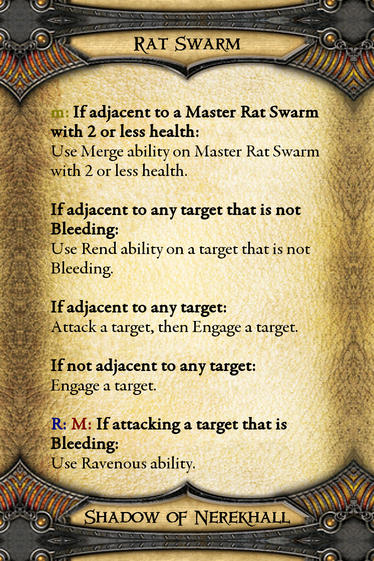 Rat Swarm
m: If adjacent to a Master Rat Swarm
with 2 or less health:
Use Merge ability on Master Rat Swarm
with 2 or less health.
If adjacent to any target that is not
Bleeding:
Use Rend ability on a target that is not
Bleeding.
If adjacent to any target:
Attack a target, then Engage a target.
If not adjacent to any target:
Engage a target.
R: M: If attacking a target that is
Bleeding:
Use Ravenous ability.
Shadow of Nerekhall